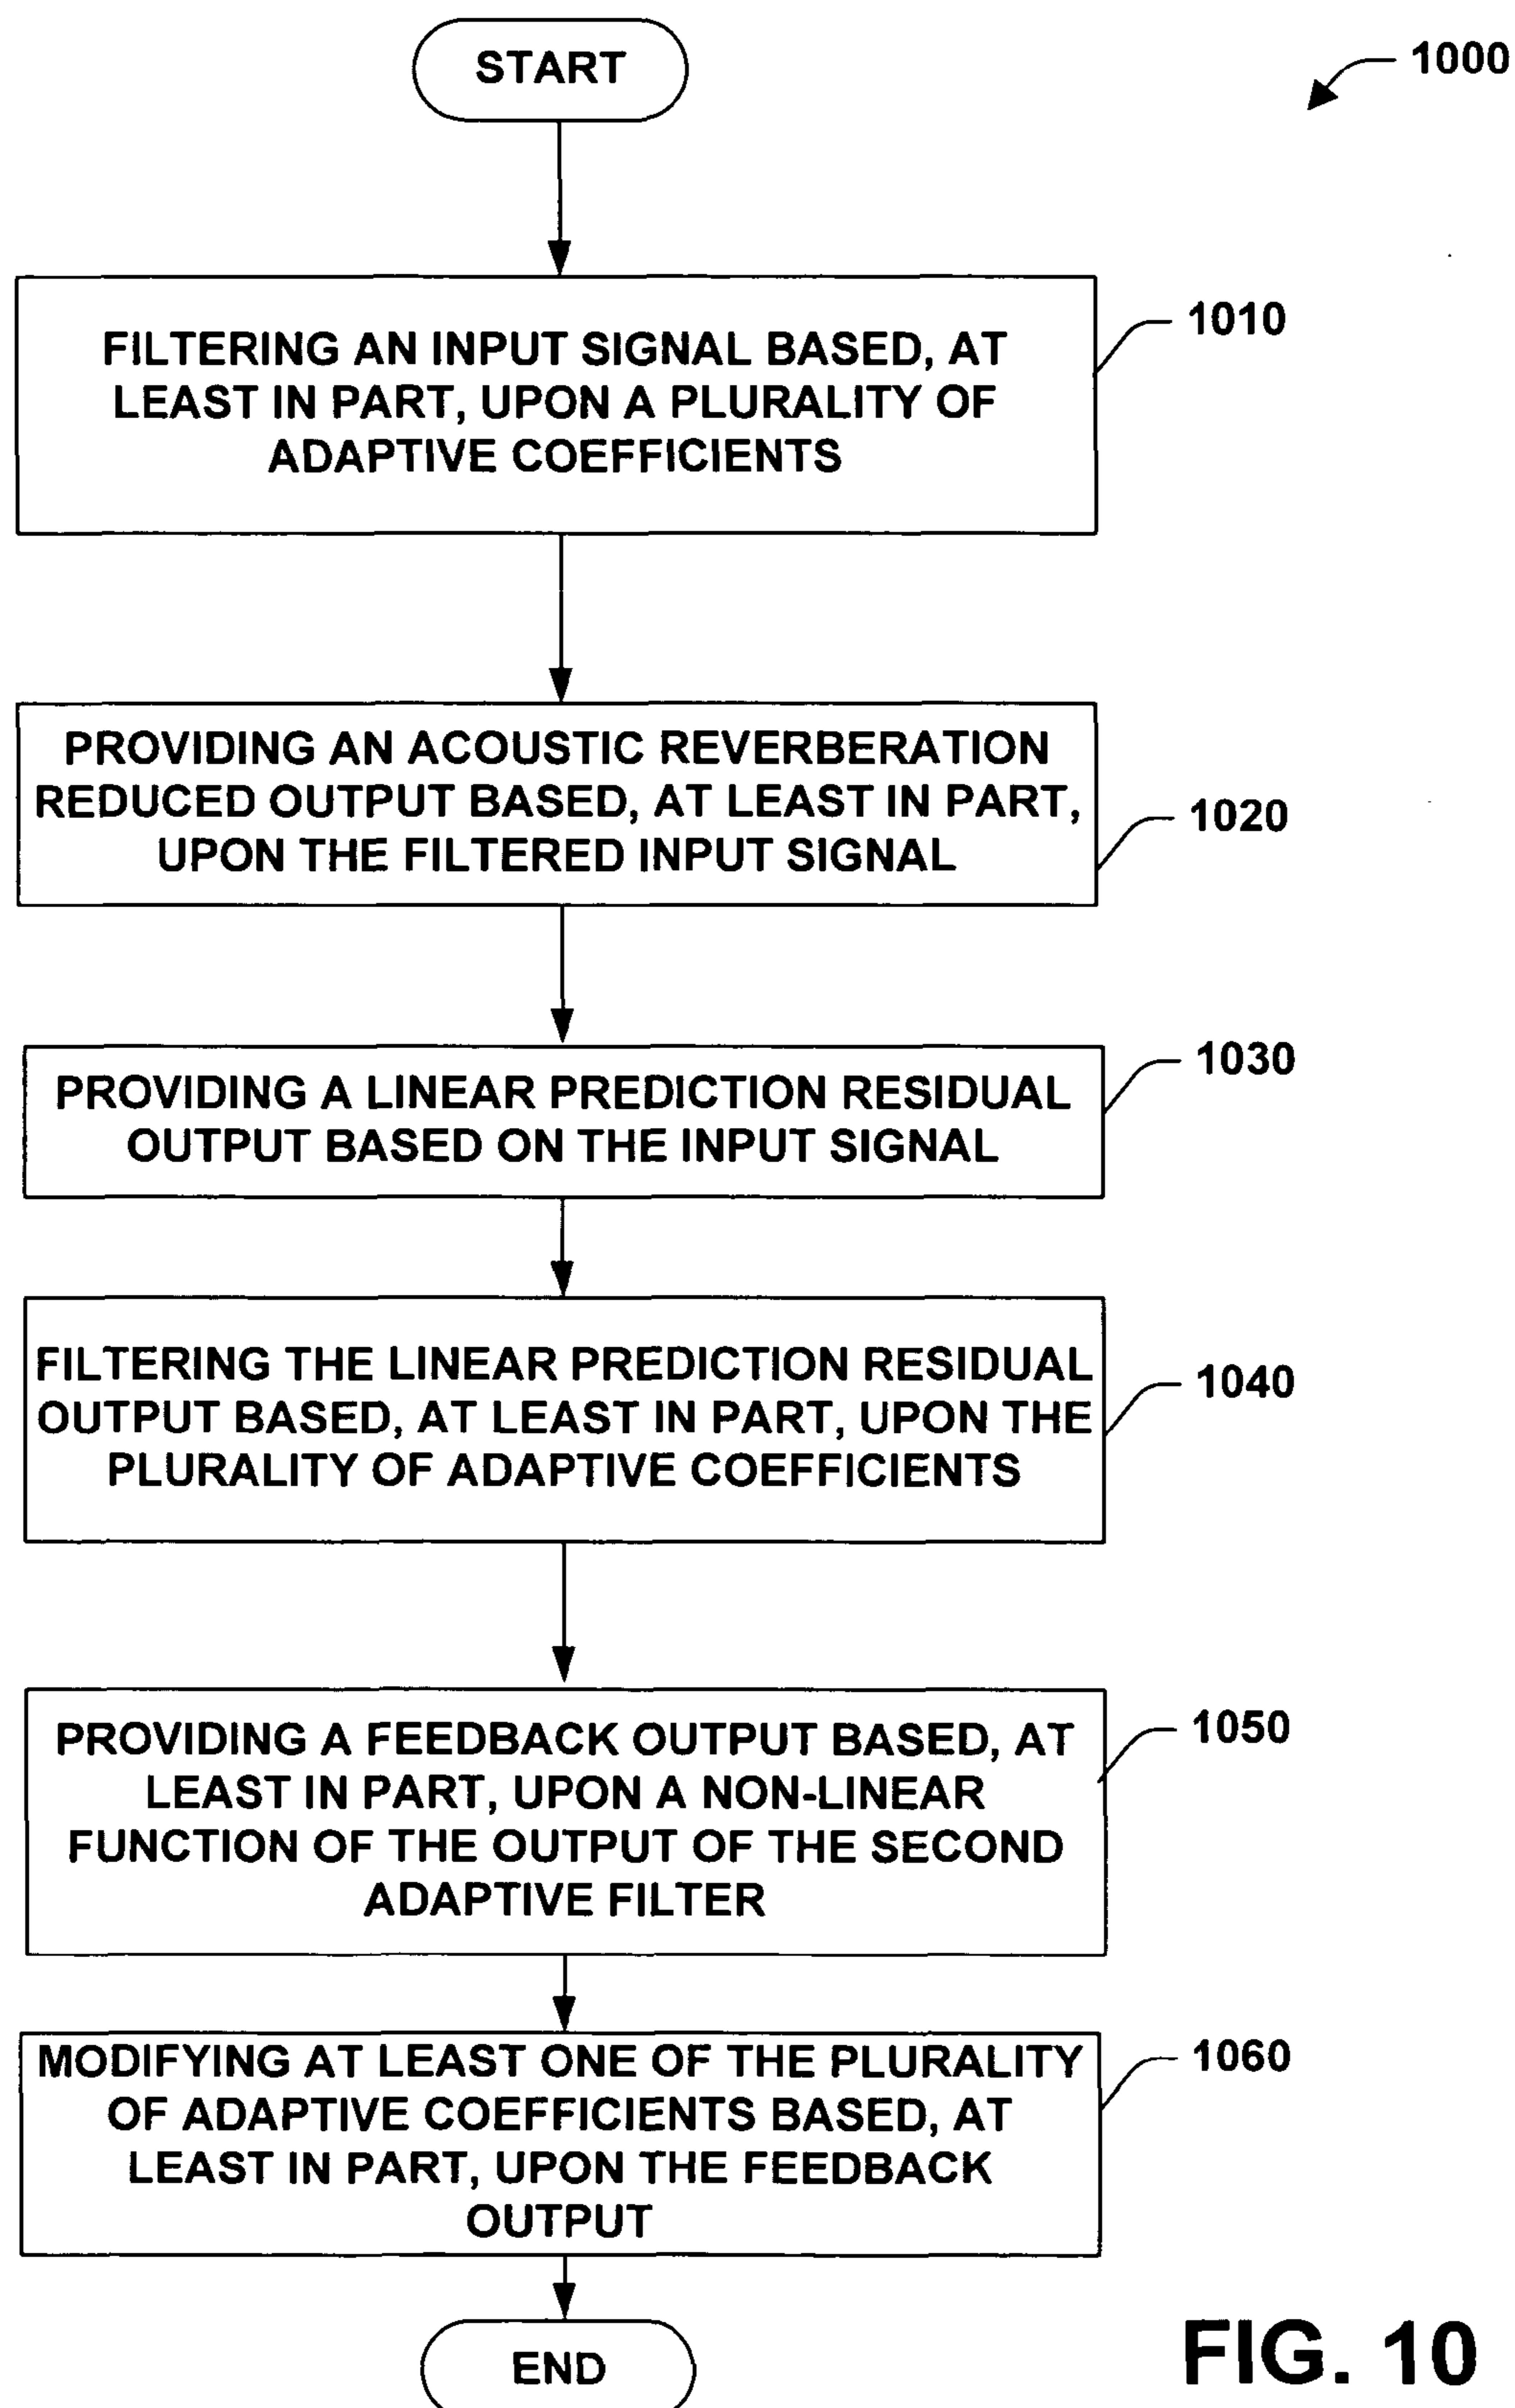 START
1000
FILTERING AN INPUT SIGNAL BASED, AT
LEAST IN PART, UPON A PLURALITY OF
ADAPTIVE COEFFICIENTS
1010
PROVIDING AN ACOUSTIC REVERBERATION
REDUCED OUTPUT BASED, AT LEAST IN PART,
UPON THE FILTERED INPUT SIGNAL
1020
PROVIDING A LINEAR PREDICTION RESIDUAL
OUTPUT BASED ON THE INPUT SIGNAL
1030
FILTERING THE LINEAR PREDICTION RESIDUAL
OUTPUT BASED, AT LEAST IN PART, UPON THE
PLURALITY OF ADAPTIVE COEFFICIENTS
1040
PROVIDING A FEEDBACK OUTPUT BASED, AT
LEAST IN PART, UPON A NON-LINEAR
FUNCTION OF THE OUTPUT OF THE SECOND
ADAPTIVE FILTER
1050
MODIFYING AT LEAST ONE OF THE PLURALITY
OF ADAPTIVE COEFFICIENTS BASED, AT
LEAST IN PART, UPON THE FEEDBACK
OUTPUT
1060
END
FIG. 10